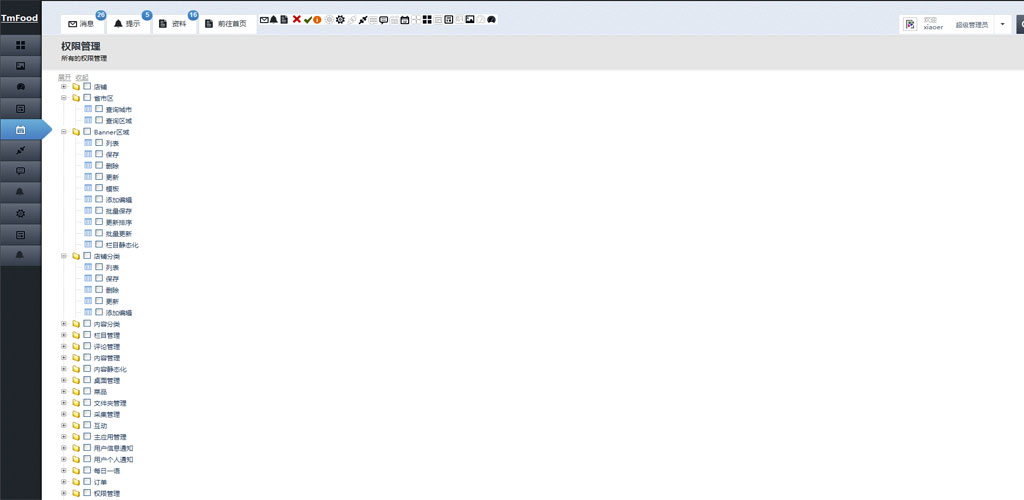 TmFood
消息
26
提示
5
资料
16
前往首页
欢迎
xiaoer
超级管理员
权限管理
所有的权限管理
展开 收起
店铺
省市区
查询城市
查询区域
Banner区域
列表
保存
删除
更新
模板
添加编辑
批量保存
更新排序
批量更新
栏目静态化
店铺分类
列表
保存
删除
更新
添加编辑
内容分类
栏目管理
评论管理
内容管理
内容静态化
桌面管理
菜品
文件夹管理
采集管理
互动
主应用管理
用户信息通知
用户个人通知
每日一语
订单
权限管理